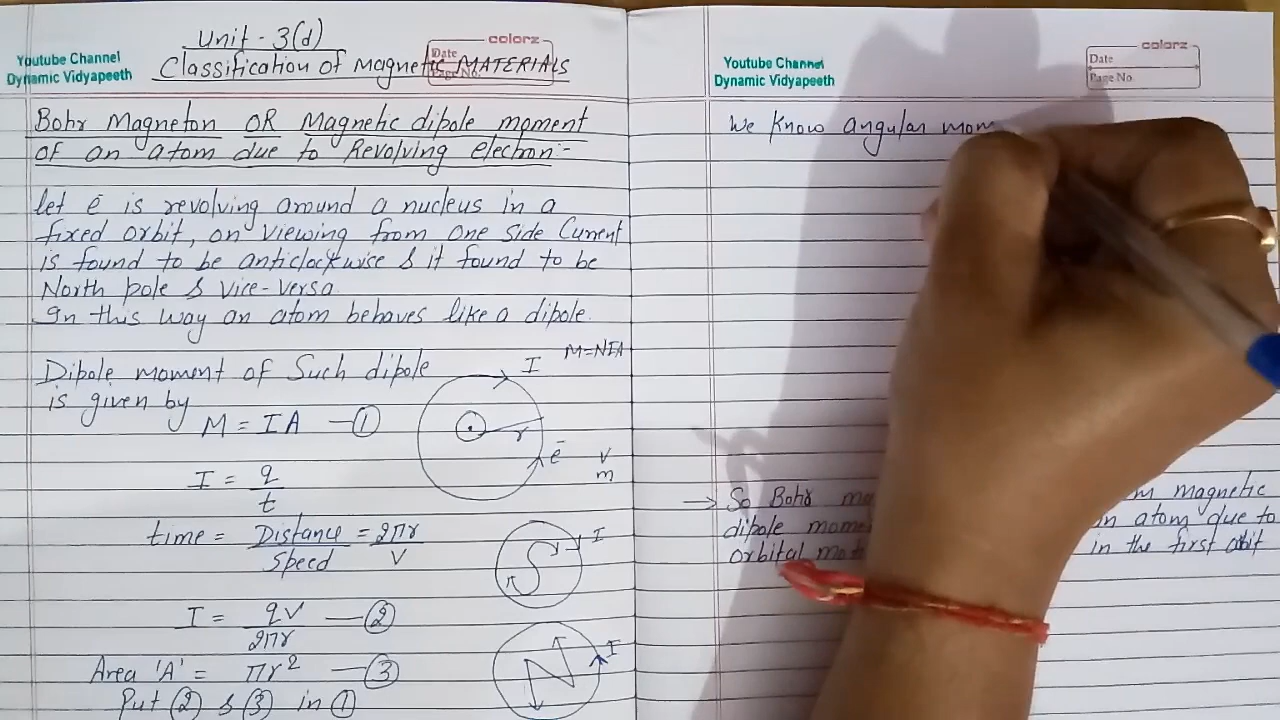 Unit - 3(d)
Youtube Channel
Dynamic Vidyapeeth
colorz
Date
Page No.
Classification of Magnetic MATERIALS
Bohr Magneton OR Magnetic dipole moment
of an atom due to Revolving electron:-
let ē is revolving around a nucleus in a
fixed orbit, on viewing from one side Current
is found to be anticlockwise & it found to be
North pole & vice-versa.
In this way an atom behaves like a dipole.
Dipole moment of Such dipole
is given by
M = IA — ①
I
M=NIA
r
ē
v
m
I = q/t
time = Distance/Speed = 2πr/v
S
I
I = qv/2πr — ②
N
I
Area 'A' = πr² — ③
Put ② & ③ in ①
Youtube Channel
Dynamic Vidyapeeth
colorz
Date
Page No.
We know angular mom
→ So Bohr magnetic
dipole in atom due to
orbital in the first orbit